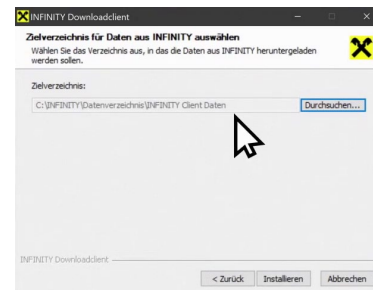 INFINITY Downloadclient
Zielverzeichnis für Daten aus INFINITY auswählen
Wählen Sie das Verzeichnis aus, in das die Daten aus INFINITY heruntergeladen
werden sollen.
Zielverzeichnis:
C:\INFINITY\Datenverzeichnis\INFINITY Client Daten
Durchsuchen...
INFINITY Downloadclient
< Zurück
Installieren
Abbrechen